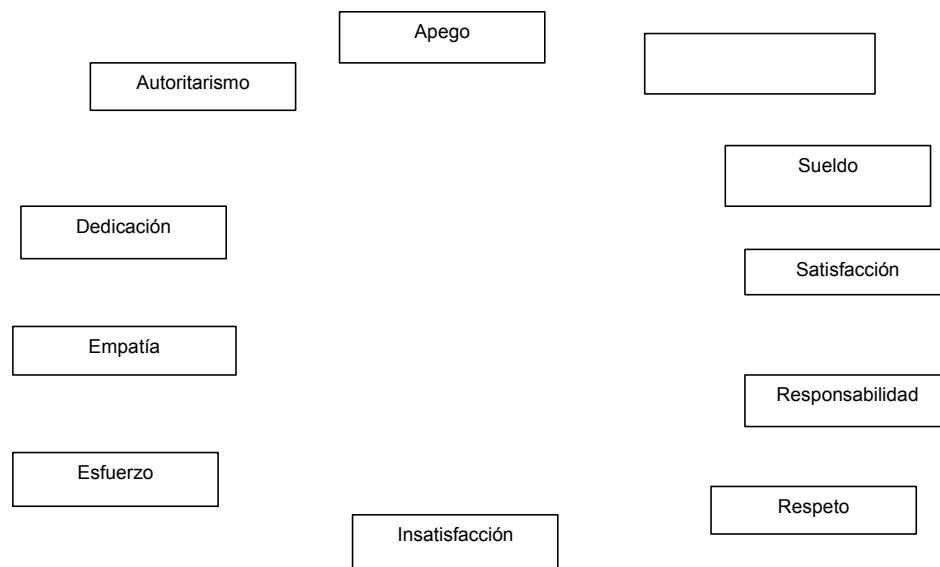 Apego
Autoritarismo
Sueldo
Dedicación
Satisfacción
Empatía
Responsabilidad
Esfuerzo
Respeto
Insatisfacción